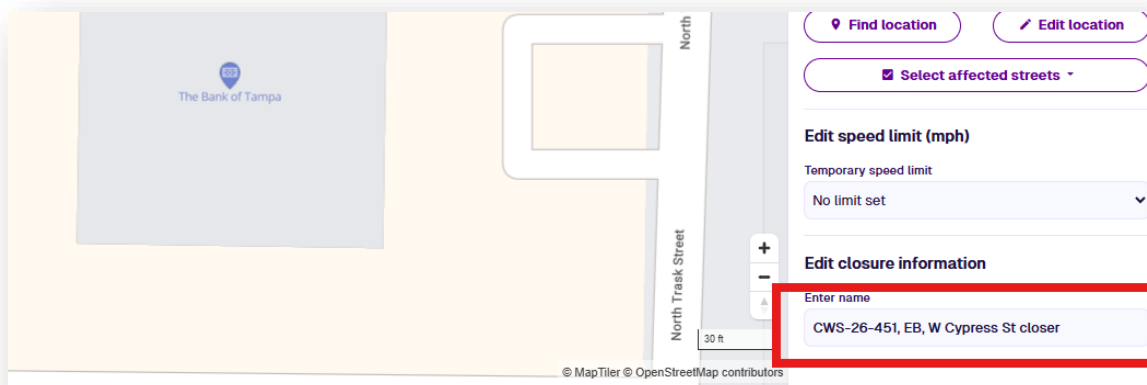 North
The Bank of Tampa
North Trask Street
+
−
30 ft
© MapTiler © OpenStreetMap contributors
Find location
Edit location
Select affected streets
Edit speed limit (mph)
Temporary speed limit
No limit set
Edit closure information
Enter name
CWS-26-451, EB, W Cypress St closer